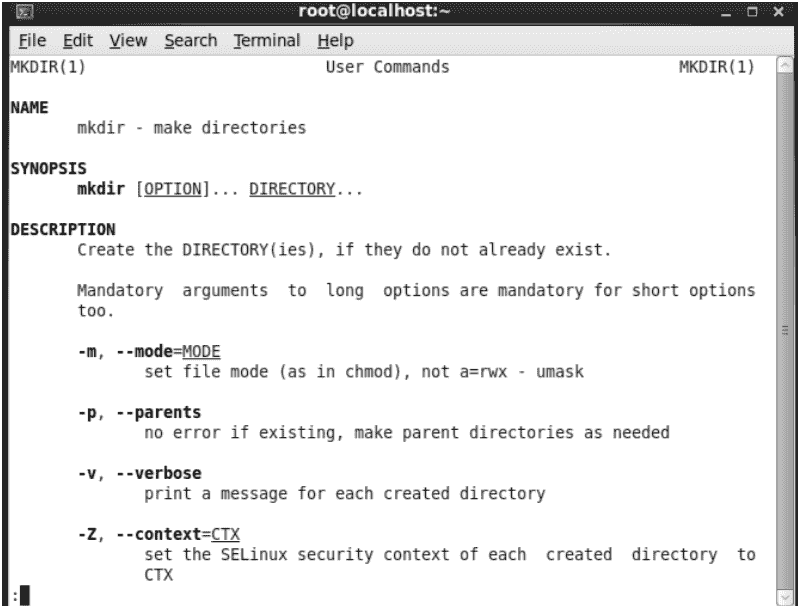 root@localhost:~
File Edit View Search Terminal Help
MKDIR(1) User Commands MKDIR(1)
NAME
mkdir - make directories
SYNOPSIS
mkdir [OPTION]... DIRECTORY...
DESCRIPTION
Create the DIRECTORY(ies), if they do not already exist.
Mandatory arguments to long options are mandatory for short options
too.
-m, --mode=MODE
set file mode (as in chmod), not a=rwx - umask
-p, --parents
no error if existing, make parent directories as needed
-v, --verbose
print a message for each created directory
-Z, --context=CTX
set the SELinux security context of each created directory to
CTX
: